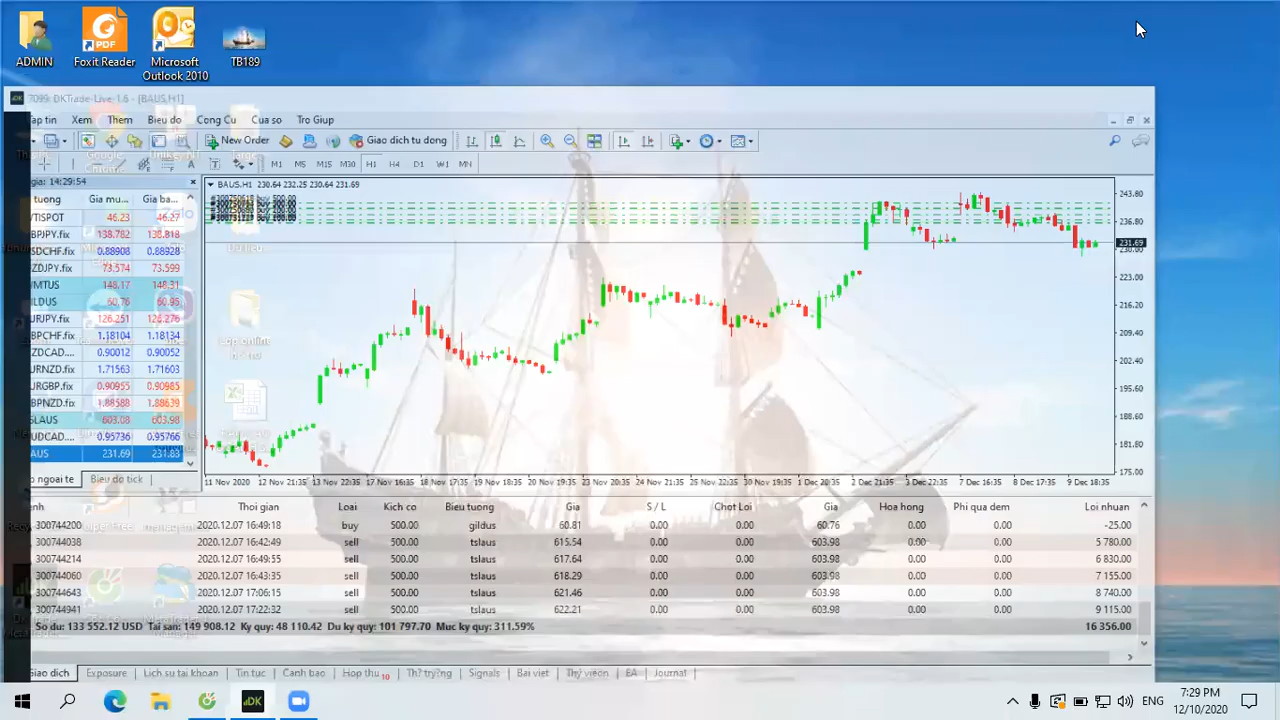 ADMIN
Foxit Reader
Microsoft Outlook 2010
TB189
7099: DKTrade-Live 1.6 - [BAUS.H1]
Tap tin Xem Them Bieu do Cong Cu Cua so Tro Giup
New Order Giao dich tu dong
M1 M5 M15 M30 H1 H4 D1 W1 MN
gia: 14:29:54
tuong Gia mu... Gia ba...
WTISPOT 46.23 46.27
BPJPY.fix 138.782 138.818
SDCHF.fix 0.88908 0.88951
ZDJPY.fix 73.574 73.599
VMTUS 148.17 148.31
ILDUS 60.76 60.95
URJPY.fix 126.251 126.276
BPCHF.fix 1.18104 1.18134
ZDCAD.... 0.90012 0.90052
URNZD.fix 1.71563 1.71603
URGBP.fix 0.90955 0.90985
BPNZD.fix 1.88588 1.88639
SLAUS 603.08 603.98
UDCAD.... 0.95736 0.95766
AUS 231.69 231.83
o ngoai te Bieu do tick
BAUS.H1 230.64 232.25 230.64 231.69
243.80
236.80
231.69
230.00
223.00
216.20
209.40
202.40
195.60
188.60
181.80
175.00
11 Nov 2020 12 Nov 21:35 13 Nov 22:35 16 Nov 19:35 17 Nov 16:35 18 Nov 17:35 19 Nov 18:35 20 Nov 19:35 23 Nov 20:35 24 Nov 21:35 25 Nov 22:35 30 Nov 19:35 1 Dec 20:35 2 Dec 21:35 3 Dec 22:35 7 Dec 16:35 8 Dec 17:35 9 Dec 18:35
enh Thoi gian Loai Kich co Bieu tuong Gia S / L Chot Loi Gia Hoa hong Phi qua dem Loi nhuan
300744200 2020.12.07 16:49:18 buy 500.00 gildus 60.81 0.00 0.00 60.76 0.00 0.00 -25.00
300744038 2020.12.07 16:42:49 sell 500.00 tslaus 615.54 0.00 0.00 603.98 0.00 0.00 5 780.00
300744214 2020.12.07 16:49:55 sell 500.00 tslaus 617.64 0.00 0.00 603.98 0.00 0.00 6 830.00
300744060 2020.12.07 16:43:35 sell 500.00 tslaus 618.29 0.00 0.00 603.98 0.00 0.00 7 155.00
300744643 2020.12.07 17:06:15 sell 500.00 tslaus 621.46 0.00 0.00 603.98 0.00 0.00 8 740.00
300744941 2020.12.07 17:22:32 sell 500.00 tslaus 622.21 0.00 0.00 603.98 0.00 0.00 9 115.00
So du: 133 552.12 USD Tai san: 149 908.12 Ky quy: 48 110.42 Du ky quy: 101 797.70 Muc ky quy: 311.59% 16 356.00
Giao dich Exposure Lich su tai khoan Tin tuc Canh bao Hop thu 10 Signals Bai viet EA Journal
ENG
7:29 PM
12/10/2020